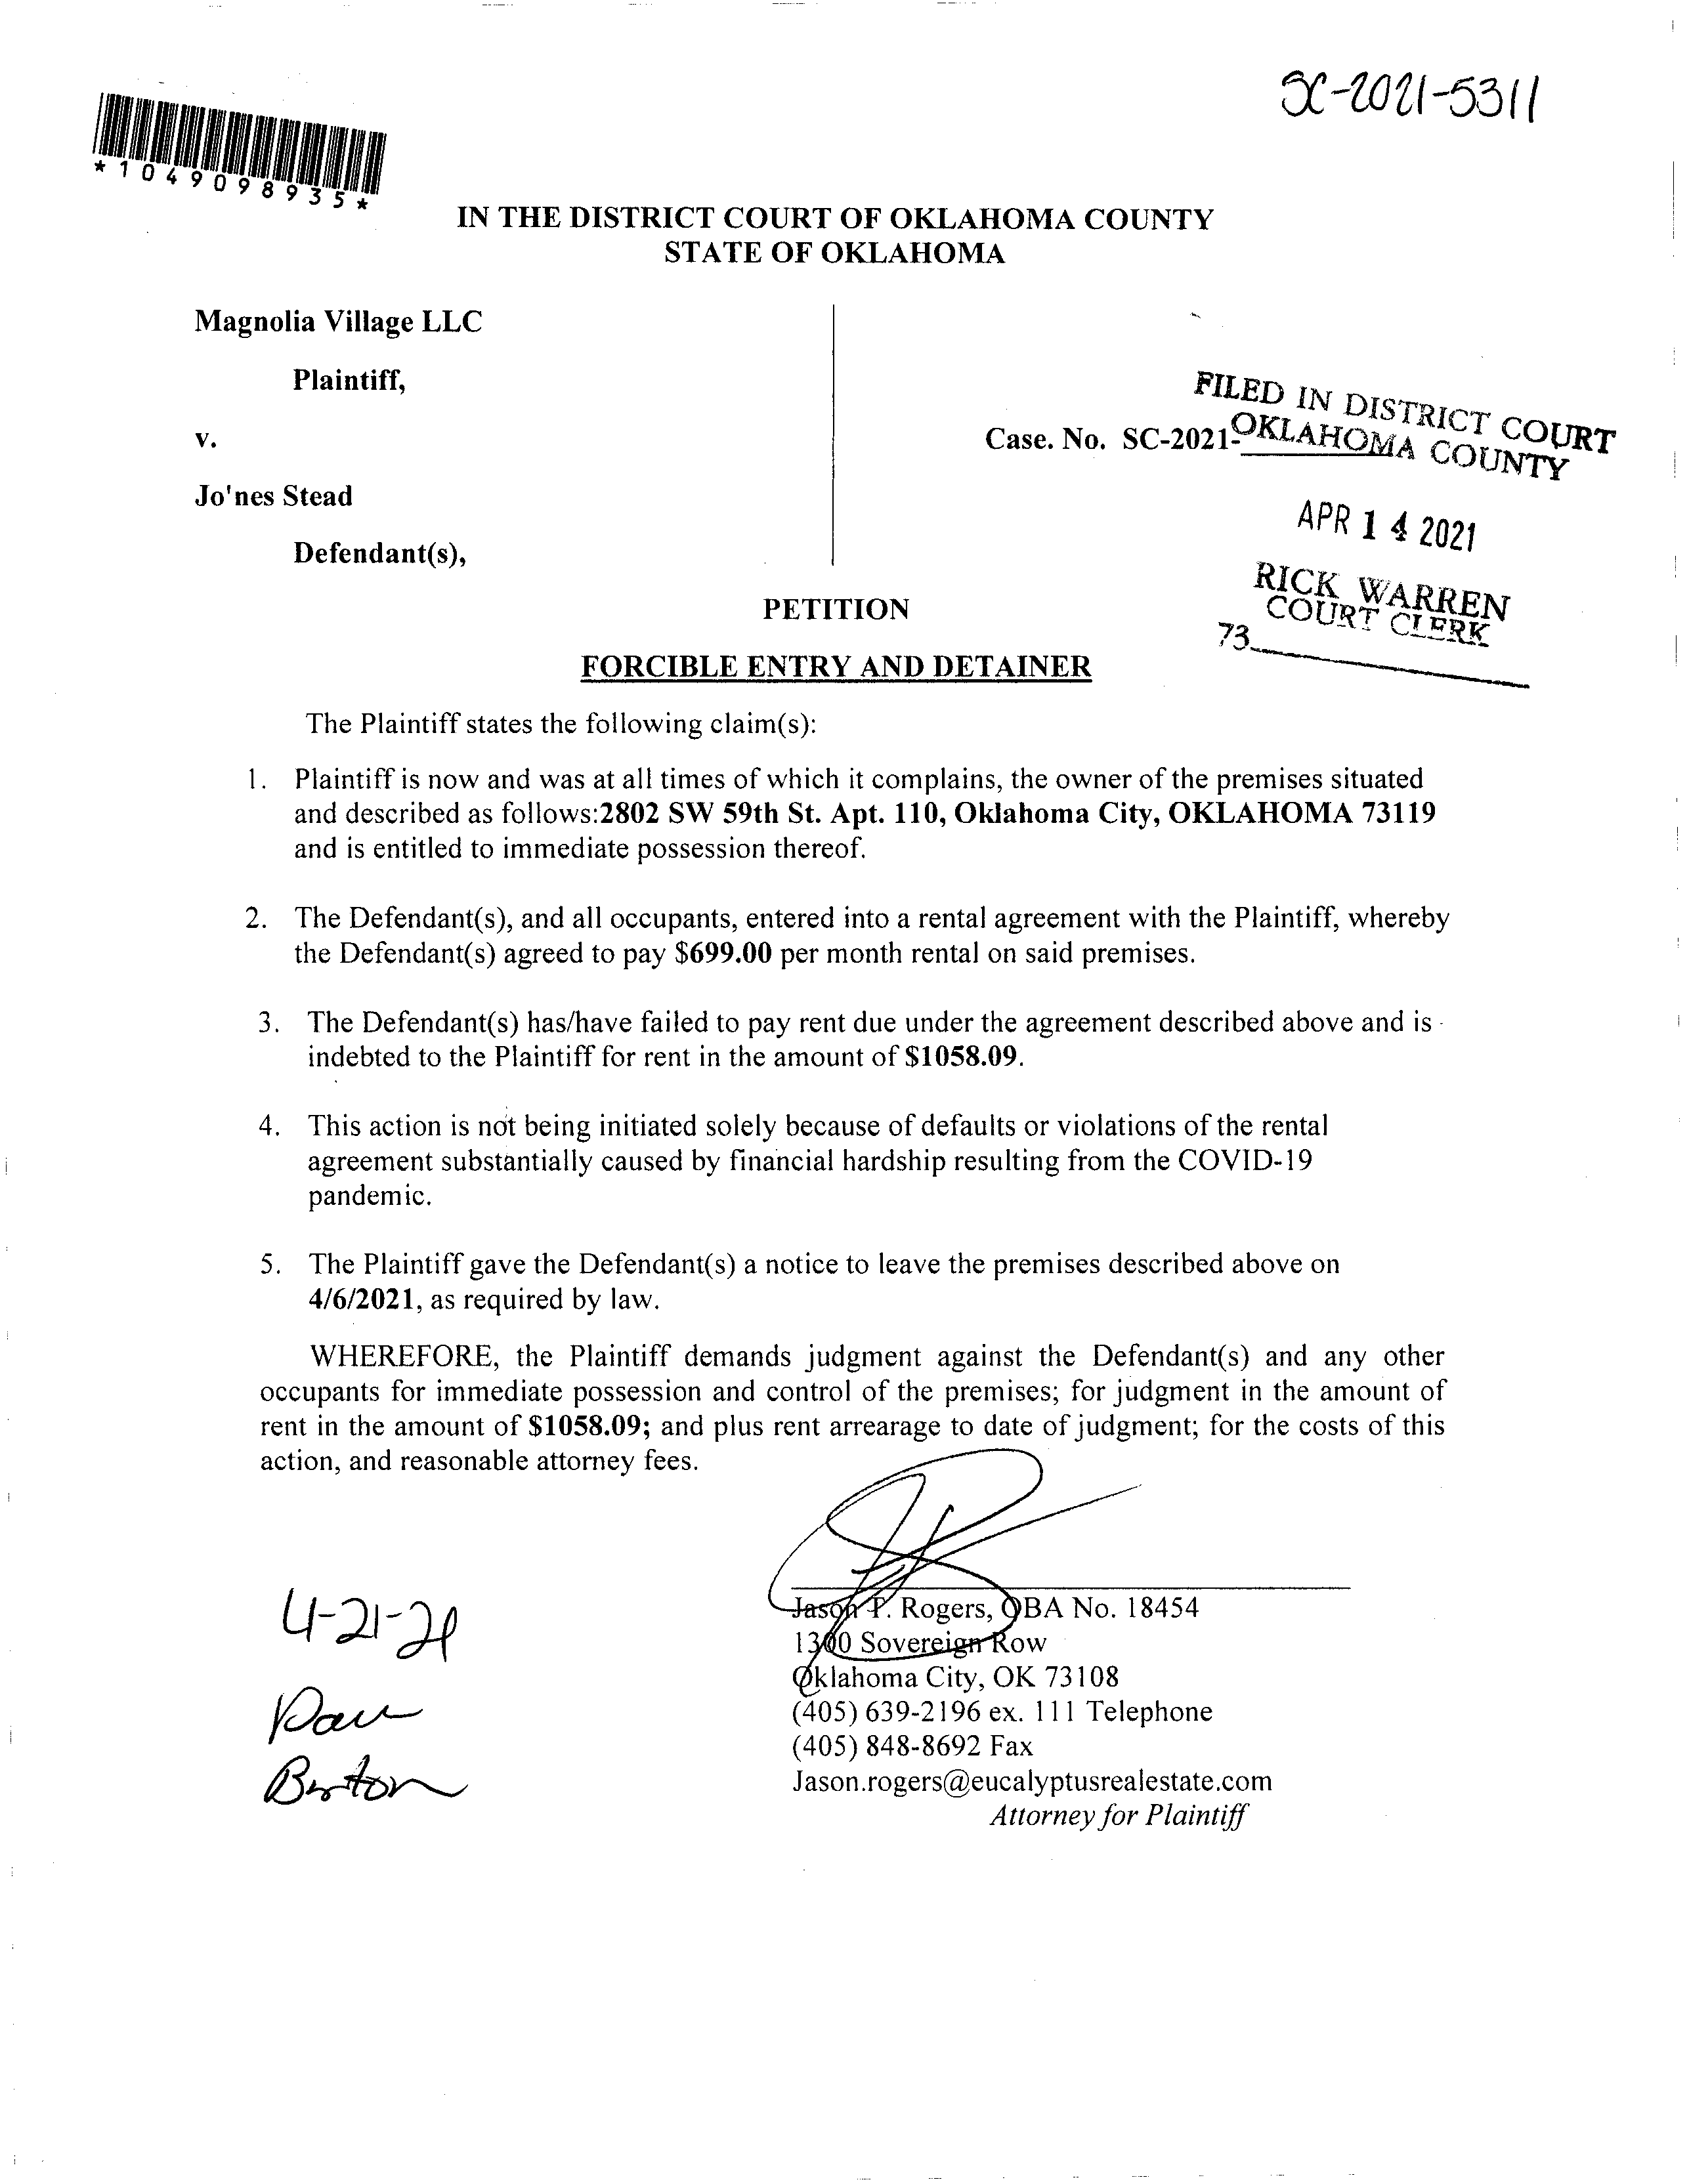 SC-2021-5311
*1049098935*
IN THE DISTRICT COURT OF OKLAHOMA COUNTY
STATE OF OKLAHOMA
Magnolia Village LLC
Plaintiff,
v.
Case. No. SC-2021-
Jo'nes Stead
Defendant(s),
FILED IN DISTRICT COURT
OKLAHOMA COUNTY
APR 14 2021
RICK WARREN
COURT CLERK
73
PETITION
FORCIBLE ENTRY AND DETAINER
The Plaintiff states the following claim(s):
1. Plaintiff is now and was at all times of which it complains, the owner of the premises situated
and described as follows:2802 SW 59th St. Apt. 110, Oklahoma City, OKLAHOMA 73119
and is entitled to immediate possession thereof.
2. The Defendant(s), and all occupants, entered into a rental agreement with the Plaintiff, whereby
the Defendant(s) agreed to pay $699.00 per month rental on said premises.
3. The Defendant(s) has/have failed to pay rent due under the agreement described above and is
indebted to the Plaintiff for rent in the amount of $1058.09.
4. This action is not being initiated solely because of defaults or violations of the rental
agreement substantially caused by financial hardship resulting from the COVID-19
pandemic.
5. The Plaintiff gave the Defendant(s) a notice to leave the premises described above on
4/6/2021, as required by law.
WHEREFORE, the Plaintiff demands judgment against the Defendant(s) and any other
occupants for immediate possession and control of the premises; for judgment in the amount of
rent in the amount of $1058.09; and plus rent arrearage to date of judgment; for the costs of this
action, and reasonable attorney fees.
Jason P. Rogers, OBA No. 18454
1300 Sovereign Row
Oklahoma City, OK 73108
(405) 639-2196 ex. 111 Telephone
(405) 848-8692 Fax
Jason.rogers@eucalyptusrealestate.com
Attorney for Plaintiff
4-21-21